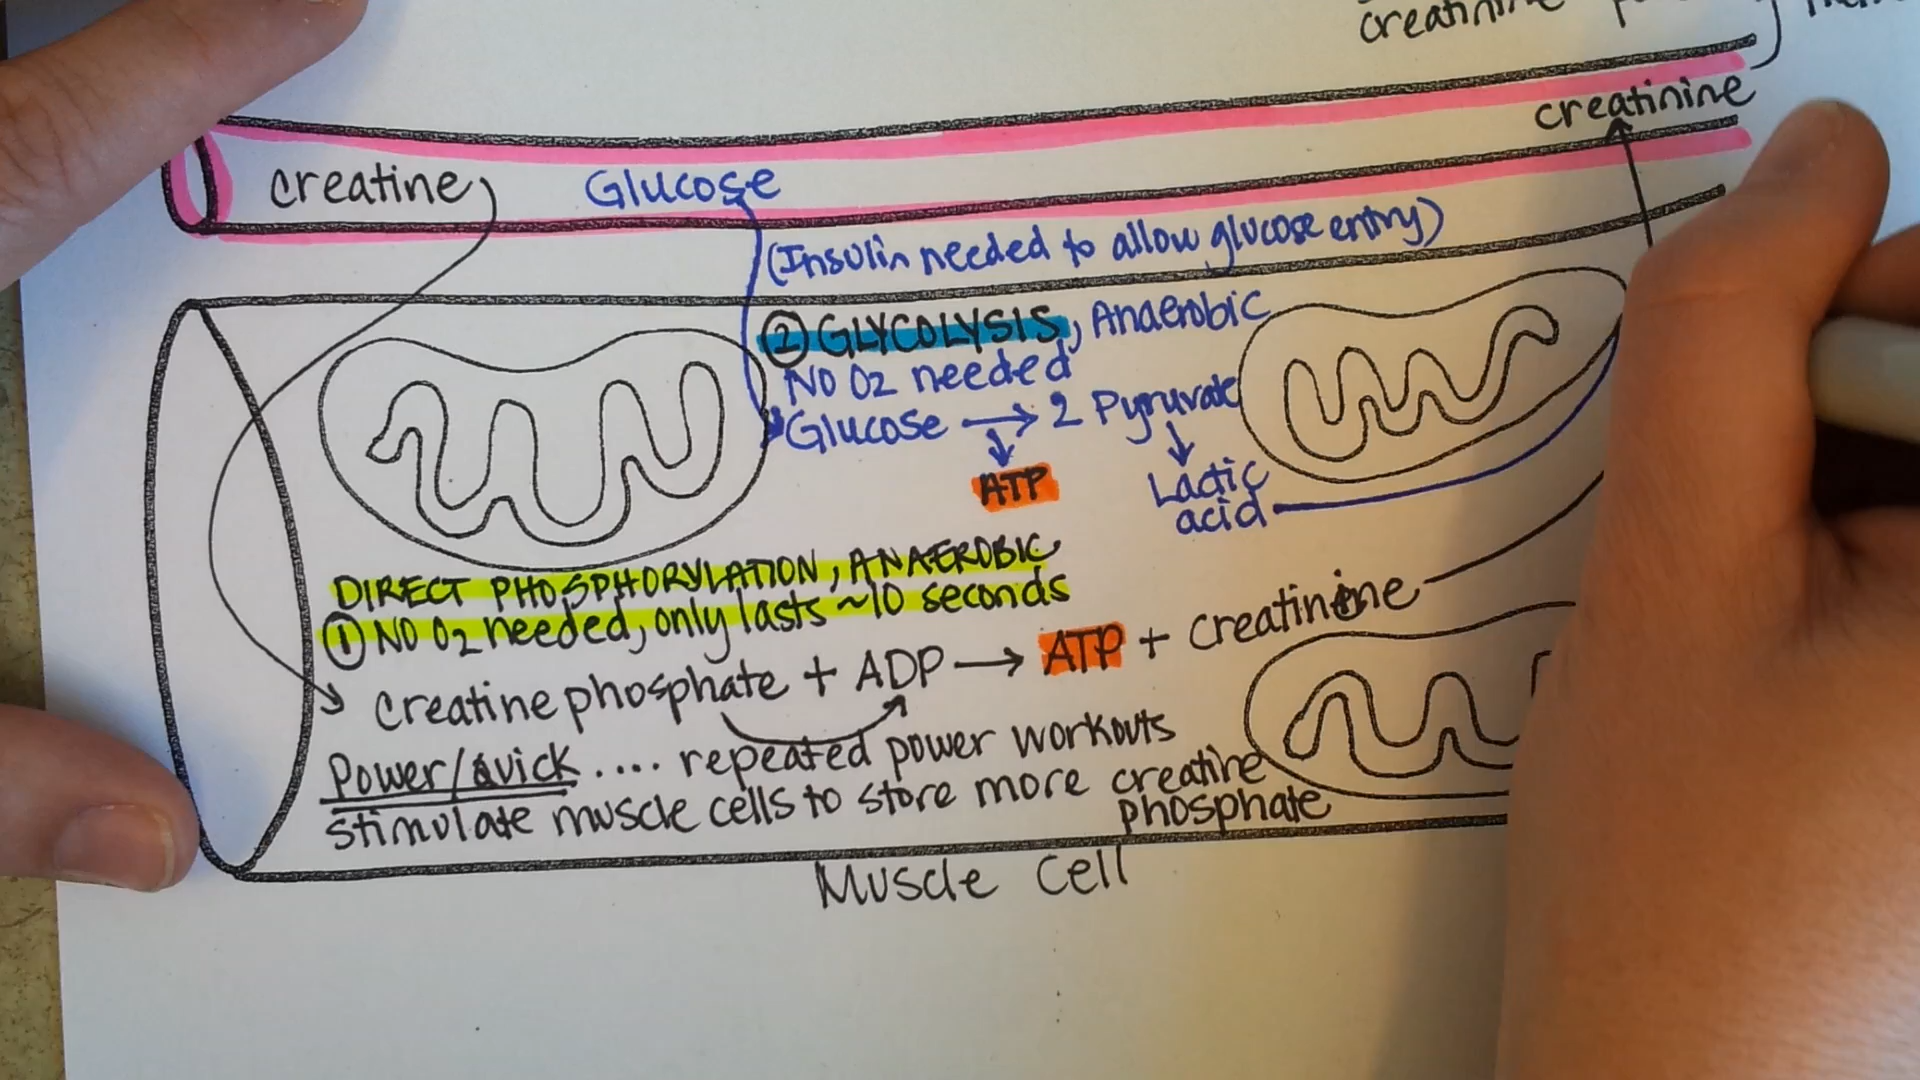 creatinine
creatinine
creatine
Glucose
(Insulin needed to allow glucose entry)
② GLYCOLYSIS, Anaerobic
NO O2 needed
Glucose → 2 Pyruvate
↓ ↓
ATP
Lactic
acid
DIRECT PHOSPHORYLATION, ANAEROBIC
① NO O2 needed, only lasts ~10 seconds
Creatine phosphate + ADP → ATP + creatinine
Power/Quick .... repeated power workouts
stimulate muscle cells to store more creatine
phosphate
Muscle Cell